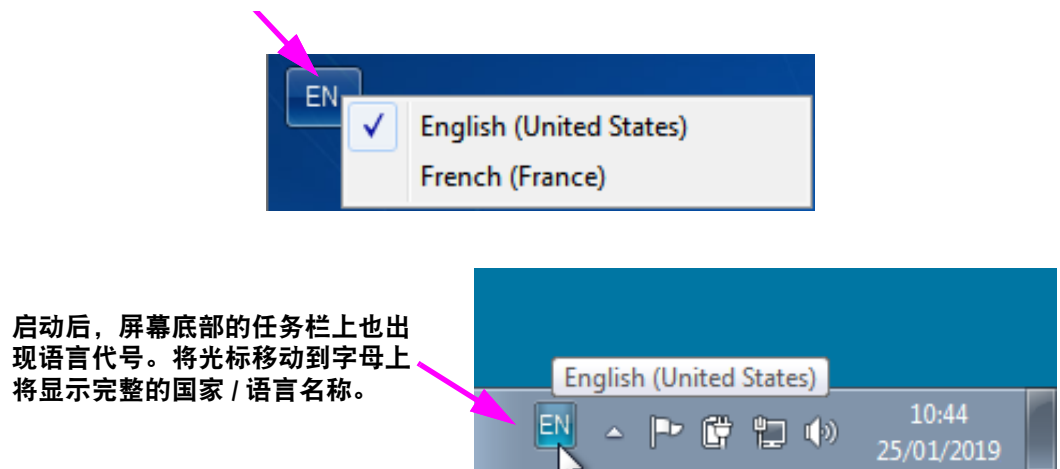 EN
English (United States)
French (France)
启动后，屏幕底部的任务栏上也出
现语言代号。将光标移动到字母上
将显示完整的国家 / 语言名称。
English (United States)
EN
10:44
25/01/2019